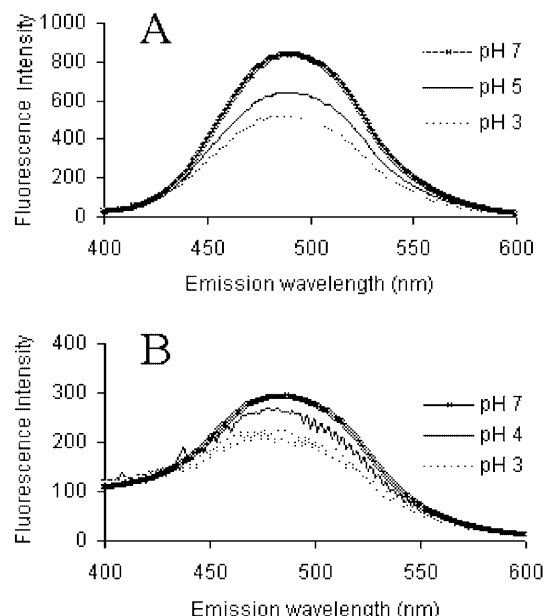 A
Fluorescence Intensity
1000
800
600
400
200
0
pH 7
pH 5
pH 3
400 450 500 550 600
Emission wavelength (nm)
B
Fluorescence Intensity
400
300
200
100
0
pH 7
pH 4
pH 3
400 450 500 550 600
Emission wavelength (nm)